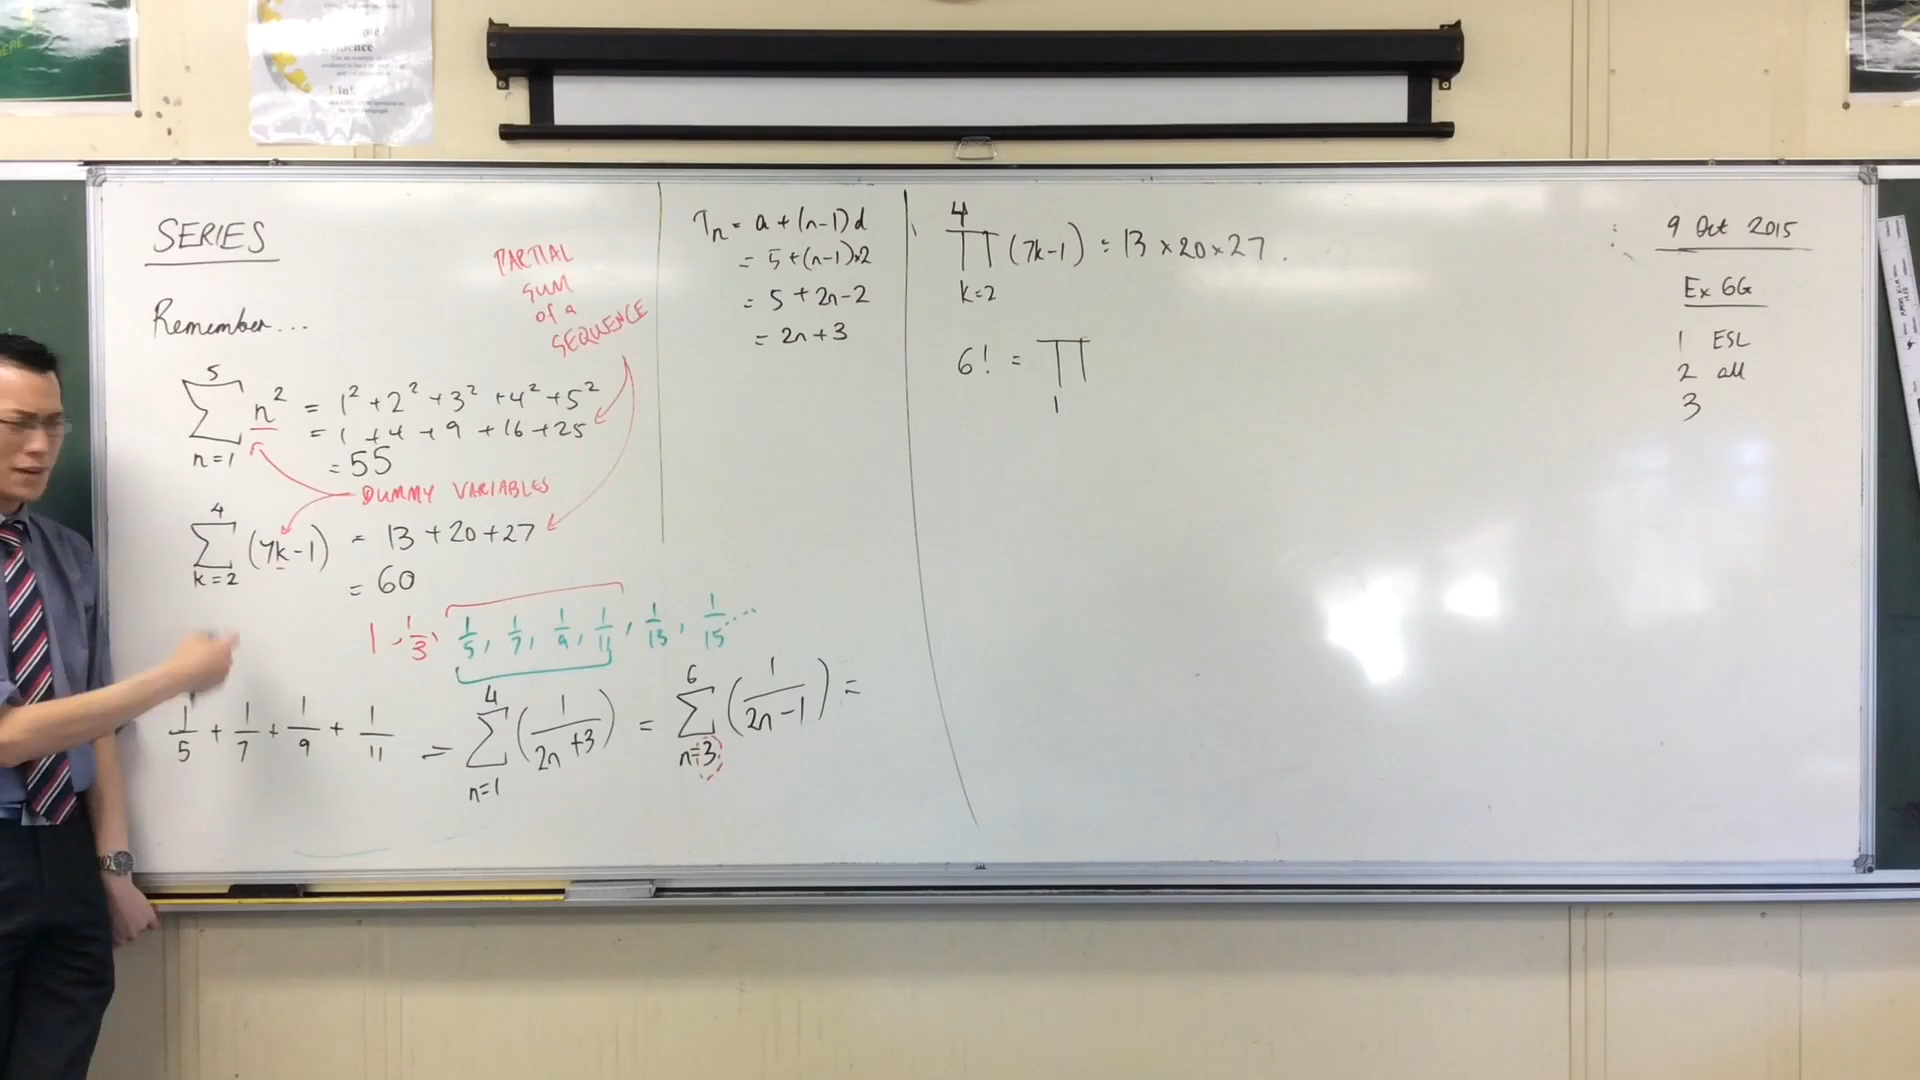 SERIES
Remember...
PARTIAL
SUM
of a
SEQUENCE
5
∑ n² = 1² + 2² + 3² + 4² + 5²
n=1
= 1 + 4 + 9 + 16 + 25
= 55
DUMMY VARIABLES
4
∑ (7k-1) = 13 + 20 + 27
k=2
= 60
1, 1/3, 1/5, 1/7, 1/9, 1/11, 1/13, 1/15...
1/5 + 1/7 + 1/9 + 1/11 = ∑ (1/(2n+3)) = ∑ (1/(2n-1)) =
4
n=1
6
n=3
Tn = a + (n-1)d
= 5 + (n-1)×2
= 5 + 2n-2
= 2n+3
4
∏ (7k-1) = 13 × 20 × 27.
k=2
6! = ∏
1
9 Oct 2015
Ex 6G
1 ESL
2 all
3